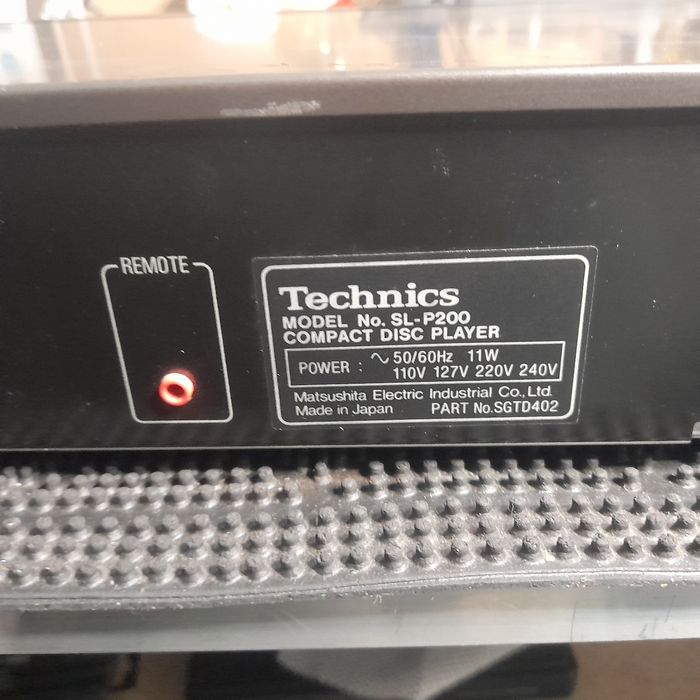 REMOTE
Technics
MODEL No. SL-P200
COMPACT DISC PLAYER
POWER : ∿ 50/60Hz 11W
110V 127V 220V 240V
Matsushita Electric Industrial Co., Ltd.
Made in Japan PART No.SGTD402